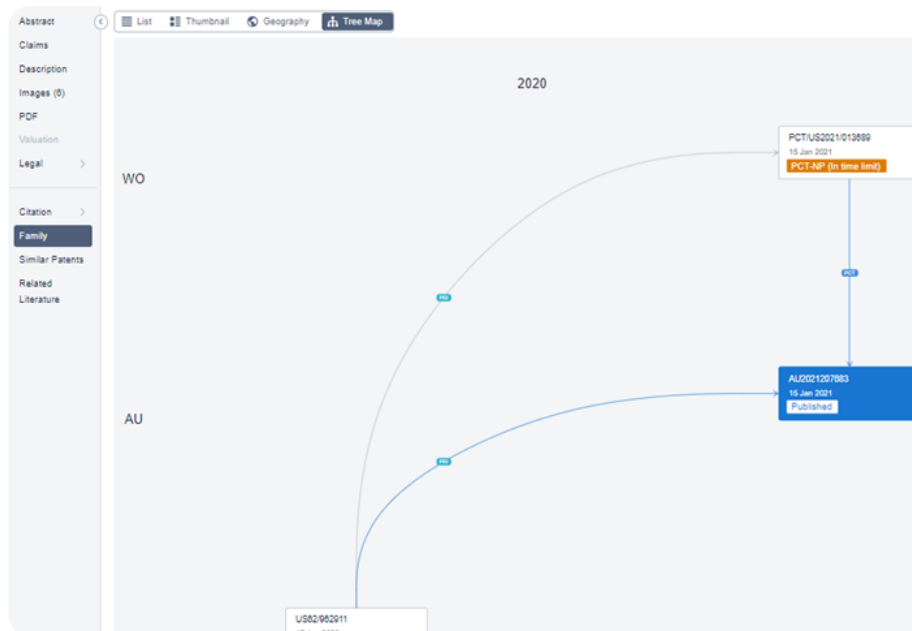 Abstract
Claims
Description
Images (6)
PDF
Valuation
Legal
Citation
Family
Similar Patents
Related
Literature
List
Thumbnail
Geography
Tree Map
2020
WO
PCT/US2021/013689
15 Jan 2021
PCT-NP (In time limit)
PRI
PCT
AU
AU2021207683
15 Jan 2021
Published
PRI
US62/962911